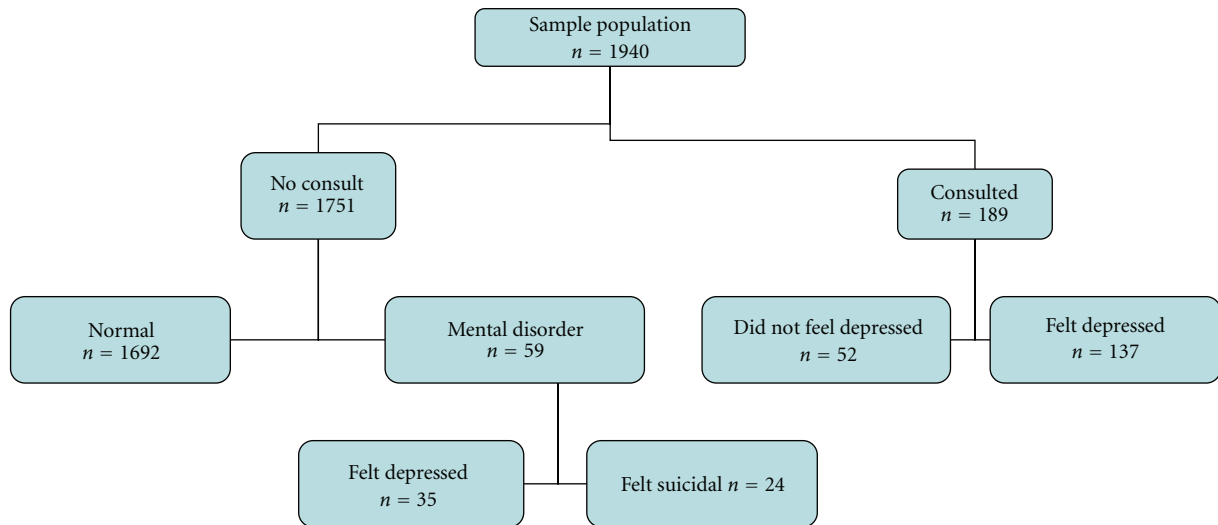 Sample population
n = 1940
No consult
n = 1751
Consulted
n = 189
Normal
n = 1692
Mental disorder
n = 59
Did not feel depressed
n = 52
Felt depressed
n = 137
Felt depressed
n = 35
Felt suicidal n = 24